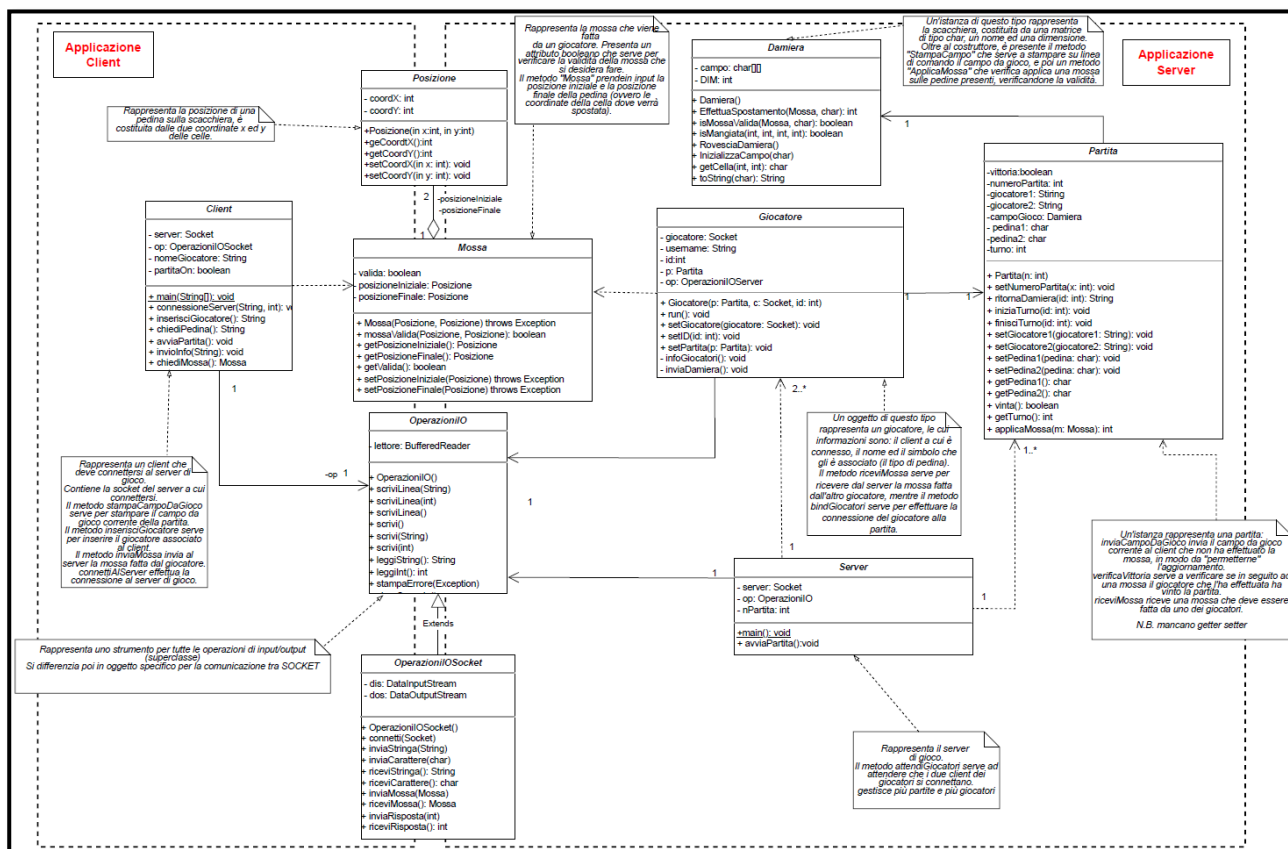 Applicazione
Client
Applicazione
Server
Rappresenta la mossa che viene
fatta
da un giocatore. Presenta un
attributo booleano che serve per
verificare la validità della mossa che
si desidera fare.
Il metodo "Mossa" prendein input la
posizione iniziale e la posizione
finale della pedina (ovvero le
coordinate della cella dove verrà
spostata).
Un'istanza di questo tipo rappresenta
la scacchiera, costituita da una matrice
di tipo char, un nome ed una dimensione.
Oltre al costruttore, è presente il metodo
"StampaCampo" che serve a stampare su linea
di comando il campo da gioco, e poi un metodo
"ApplicaMossa" che verifica applica una mossa
sulle pedine presenti, verificandone la validità.
Rappresenta la posizione di una
pedina sulla scacchiera, è
costituita dalle due coordinate x ed y
delle celle.
Posizione
- coordX: int
- coordY: int
+Posizione(in x:int, in y:int)
+geCoordtX():int
+getCoordY():int
+setCoordX(in x: int): void
+setCoordY(in y: int): void
2
-posizioneIniziale
-posizioneFinale
1
Damiera
- campo: char[][]
- DIM: int
+ Damiera()
+ EffettuaSpostamento(Mossa, char): int
+ isMossaValida(Mossa, char): boolean
+ isMangiata(int, int, int, int): boolean
+ RovesciaDamiera()
+ InizializzaCampo(char)
+ getCella(int, int): char
+ toString(char): String
1
Partita
-vittoria:boolean
-numeroPartita: int
-giocatore1: Stiring
-giocatore2: String
-campoGioco: Damiera
- pedina1: char
-pedina2: char
-turno: int
+ Partita(n: int)
+ setNumeroPartita(x: int): void
+ ritornaDamiera(id: int): String
+ iniziaTurno(id: int): void
+ finisciTurno(id: int): void
+ setGiocatore1(giocatore1: String): void
+ setGiocatore2(giocatore2: String): void
+ setPedina1(pedina: char): void
+ setPedina2(pedina: char): void
+ getPedina1(): char
+ getPedina2(): char
+ vinta(): boolean
+ getTurno(): int
+ applicaMossa(m: Mossa): int
Client
- server: Socket
- op: OperazioniIOSocket
- nomeGiocatore: String
- partitaOn: boolean
+ main(String[]): void
+ connessioneServer(String, int): v
+ inserisciGiocatore(): String
+ chiediPedina(): String
+ avviaPartita(): void
+ invioInfo(String): void
+ chiediMossa(): Mossa
1
Mossa
- valida: boolean
- posizioneIniziale: Posizione
- posizioneFinale: Posizione
+ Mossa(Posizione, Posizione) throws Exception
+ mossaValida(Posizione, Posizione): boolean
+ getPosizioneIniziale(): Posizione
+ getPosizioneFinale(): Posizione
+ getValida(): boolean
+ setPosizioneIniziale(Posizione) throws Exception
+ setPosizioneFinale(Posizione) throws Exception
Giocatore
- giocatore: Socket
- username: String
- id:int
- p: Partita
- op: OperazioniIOServer
+ Giocatore(p: Partita, c: Socket, id: int)
+ run(): void
+ setGiocatore(giocatore: Socket): void
+ setID(id: int): void
+ setPartita(p: Partita): void
- infoGiocatori(): void
- inviaDamiera(): void
1
1
2..*
1..*
Rappresenta un client che
deve connettersi al server di
gioco.
Contiene la socket del server a cui
connettersi.
Il metodo stampaCampoDaGioco
serve per stampare il campo da
gioco corrente della partita.
Il metodo inserisciGiocatore serve
per inserire il giocatore associato
al client.
Il metodo inviaMossa invia al
server la mossa fatta dal giocatore.
connettiAlServer effettua la
connessione al server di gioco.
-op
1
OperazioniIO
- lettore: BufferedReader
+ OperazioniIO()
+ scriviLinea(String)
+ scriviLinea(int)
+ scriviLinea()
+ scrivi()
+ scrivi(String)
+ scrivi(int)
+ leggiString(): String
+ leggiInt(): int
+ stampaErrore(Exception)
1
Un oggetto di questo tipo
rappresenta un giocatore, le cui
informazioni sono: il client a cui è
connesso, il nome ed il simbolo che
gli è associato (il tipo di pedina).
Il metodo riceviMossa serve per
ricevere dal server la mossa fatta
dall'altro giocatore, mentre il metodo
bindGiocatori serve per effettuare la
connessione del giocatore alla
partita.
Un'istanza rappresenta una partita:
inviaCampoDaGioco invia il campo da gioco
corrente al client che non ha effettuato la
mossa, in modo da "permetterne"
l'aggiornamento.
verificaVittoria serve a verificare se in seguito ad
una mossa il giocatore che l'ha effettuata ha
vinto la partita.
riceviMossa riceve una mossa che deve essere
fatta da uno dei giocatori.
N.B. mancano getter setter
1
1
Server
- server: Socket
- op: OperazioniIO
- nPartita: int
+main(): void
+ avviaPartita():void
1
Extends
Rappresenta uno strumento per tutte le operazioni di input/output
(superclasse)
Si differenzia poi in oggetto specifico per la comunicazione tra SOCKET
OperazioniIOSocket
- dis: DataInputStream
- dos: DataOutputStream
+ OperazioniIOSocket()
+ connetti(Socket)
+ inviaStringa(String)
+ inviaCarattere(char)
+ riceviStringa(): String
+ riceviCarattere(): char
+ inviaMossa(Mossa)
+ riceviMossa(): Mossa
+ inviaRisposta(int)
+ riceviRisposta(): int
Rappresenta il server
di gioco.
Il metodo attendiGiocatori serve ad
attendere che i due client dei
giocatori si connettano.
gestisce più partite e più giocatori